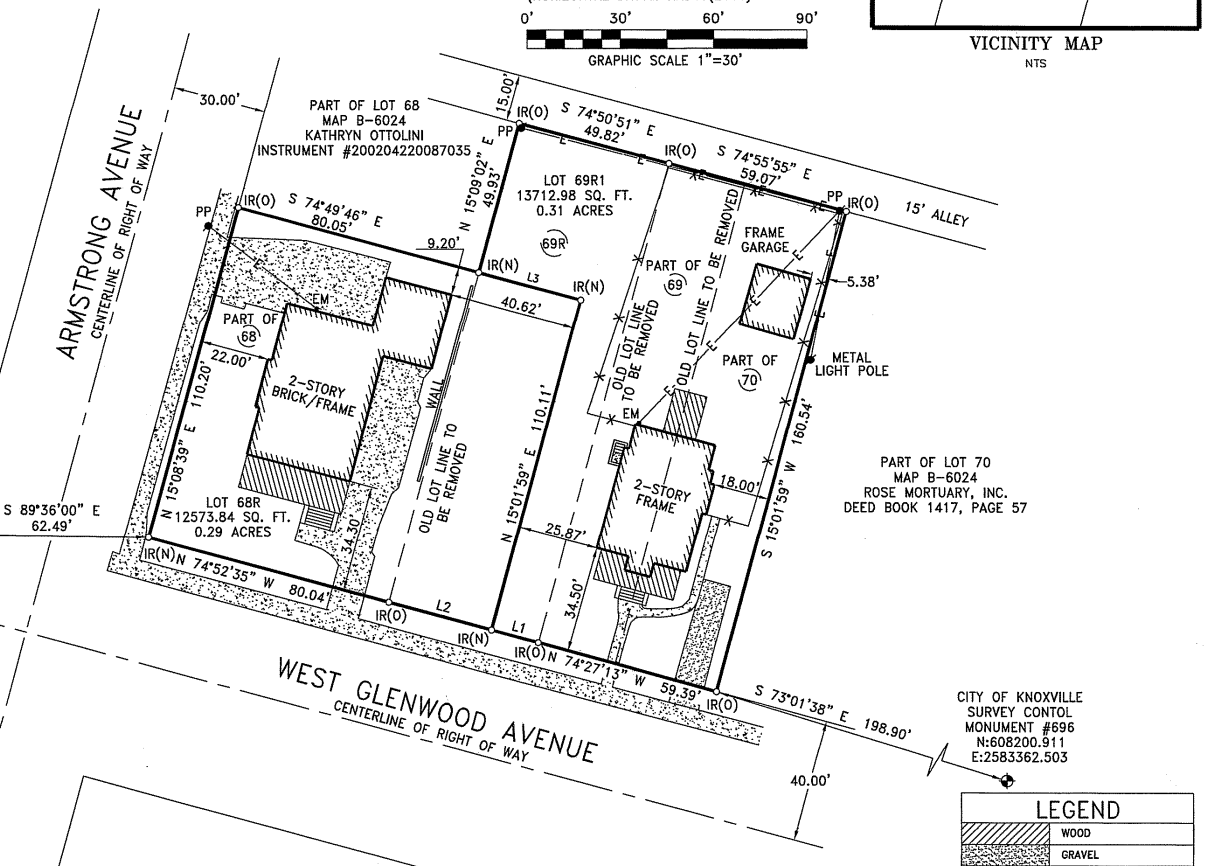 0' 30' 60' 90'
GRAPHIC SCALE 1"=30'
VICINITY MAP
NTS
30.00'
ARMSTRONG AVENUE
CENTERLINE OF RIGHT OF WAY
PART OF LOT 68
MAP B-6024
KATHRYN OTTOLINI
INSTRUMENT #200204220087035
15.00'
IR(O)
PP
S 74°50'51" E
49.82'
IR(O)
S 74°55'55" E
59.07'
PP
IR(O)
15' ALLEY
N 15°09'02" E
49.93'
LOT 69R1
13712.98 SQ. FT.
0.31 ACRES
69R
PP
IR(O)
S 74°49'46" E
80.05'
9.20'
IR(N)
L3
IR(N)
40.62'
E
EM
PART OF
68
22.00'
2-STORY
BRICK/FRAME
WALL
OLD LOT LINE TO
BE REMOVED
N 15°08'39" E 110.20'
N 15°01'59" E 110.11'
OLD LOT LINE
TO BE REMOVED
PART OF
69
OLD LOT LINE TO BE REMOVED
FRAME
GARAGE
5.38'
PART OF
70
METAL
LIGHT POLE
EM
2-STORY
FRAME
18.00'
25.87'
34.50'
S 15°01'59" W 160.54'
PART OF LOT 70
MAP B-6024
ROSE MORTUARY, INC.
DEED BOOK 1417, PAGE 57
LOT 68R
12573.84 SQ. FT.
0.29 ACRES
34.30'
S 89°36'00" E
62.49'
IR(N)
N 74°52'35" W 80.04'
IR(O)
L2
IR(N)
L1
IR(O)
N 74°27'13" W 59.39'
IR(O)
S 73°01'38" E 198.90'
WEST GLENWOOD AVENUE
CENTERLINE OF RIGHT OF WAY
40.00'
CITY OF KNOXVILLE
SURVEY CONTOL
MONUMENT #696
N:608200.911
E:2583362.503
LEGEND
WOOD
GRAVEL